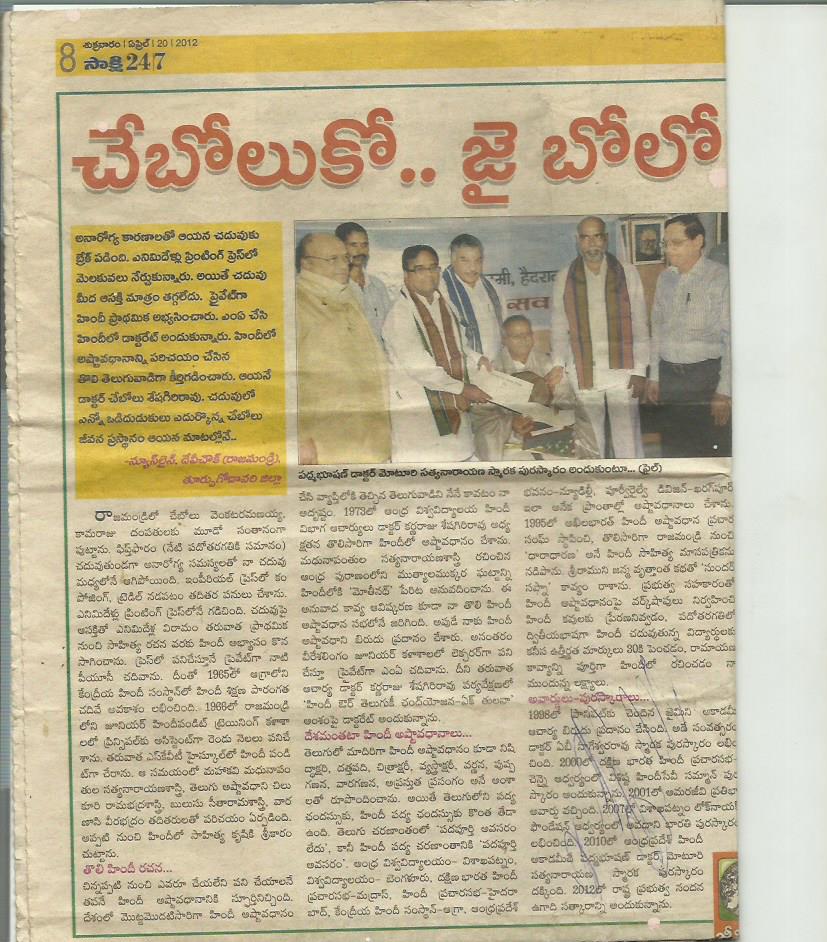 8
శుక్రవారం | ఏప్రిల్ | 20 | 2012
సాక్షి 24|7
చేబోలుకో.. జై బోలో
అనారోగ్య కారణాలతో ఆయన చదువుకు
బ్రేక్ పడింది. ఎనిమిదేళ్లు ప్రింటింగ్ ప్రెస్‌లో
మెలకువలు నేర్చుకున్నారు. అయితే చదువు
మీద ఆసక్తి మాత్రం తగ్గలేదు. ప్రైవేట్‌గా
హిందీ ప్రాథమిక అభ్యసించారు. ఎంఏ చేసి
హిందీలో డాక్టరేట్ అందుకున్నారు. హిందీలో
అష్టావధానాన్ని పరిచయం చేసిన
తొలి తెలుగువాడిగా కీర్తిగడించారు. ఆయనే
డాక్టర్ చేబోలు శేషగిరిరావు. చదువులో
ఎన్నో ఒడిదుడుకులు ఎదుర్కొన్న చేబోలు
జీవన ప్రస్థానం ఆయన మాటల్లోనే..
-న్యూస్‌లైన్, దేవీచౌక్ (రాజమండ్రి),
తూర్పుగోదావరి జిల్లా
मी, हैदरा
सव
పద్మభూషణ్ డాక్టర్ మోటూరి సత్యనారాయణ స్మారక పురస్కారం అందుకుంటూ... (ఫైల్)
రాజమండ్రిలో చేబోలు వెంకటరమణయ్య,
కామరాజు దంపతులకు మూడో సంతానంగా
పుట్టాను. ఫిఫ్త్‌ఫారం (నేటి పదోతరగతికి సమానం)
చదువుతుండగా అనారోగ్య సమస్యలతో నా చదువు
మధ్యలోనే ఆగిపోయింది. ఇంపీరియల్ ప్రెస్‌లో కం
పోజింగ్, ట్రెడిల్ నడపటం తదితర పనులు చేశాను.
ఎనిమిదేళ్లు ప్రింటింగ్ ప్రెస్‌లోనే గడిచింది. చదువుపై
ఆసక్తితో ఎనిమిదేళ్ల విరామం తరువాత ప్రాథమిక
నుంచి సాహిత్య రచన వరకు హిందీ అభ్యాసం కొన
సాగించాను. ప్రెస్‌లో పనిచేస్తూనే ప్రైవేట్‌గా నాటి
పీయూసీ చదివాను. దీంతో 1965లో ఆగ్రాలోని
కేంద్రీయ హిందీ సంస్థాన్‌లో హిందీ శిక్షణ పారంగత
చదివే అవకాశం లభించింది. 1966లో రాజమండ్రి
లోని జూనియర్ హిందీపండిట్ ట్రెయినింగ్ కళాశా
లలో ప్రిన్సిపల్‌కు అసిస్టెంట్‌గా రెండు నెలలు పనిచే
శాను. తరువాత ఎస్‌కేవీటీ హైస్కూల్‌లో హిందీ పండి
ట్‌గా చేరాను. ఆ సమయంలో మహాకవి మధునాపం
తుల సత్యనారాయణశాస్త్రి, తెలుగు అష్టావధాని చిలు
కూరి రామభద్రశాస్త్రి, బులుసు సీతారామశాస్త్రి, వార
ణాసి వీరభద్రం తదితరులతో పరిచయం ఏర్పడింది.
అప్పటి నుంచి హిందీలో సాహిత్య కృషికి శ్రీకారం
చుట్టాను.
తొలి హిందీ రచన...
చిన్నప్పటి నుంచి ఎవరూ చేయలేని పని చేయాలనే
తపనే హిందీ అష్టావధానానికి స్ఫూర్తినిచ్చింది.
దేశంలో మొట్టమొదటిసారిగా హిందీ అష్టావధానం
చేసి వ్యాప్తిలోకి తెచ్చిన తెలుగువాడిని నేనే కావటం నా
అదృష్టం. 1973లో ఆంధ్ర విశ్వవిద్యాలయ హిందీ
విభాగ ఆచార్యులు డాక్టర్ కర్ణరాజు శేషగిరిరావు అధ్య
క్షతన తొలిసారిగా హిందీలో అష్టావధానం చేశాను.
మధునాపంతుల సత్యనారాయణశాస్త్రి రచించిన
ఆంధ్ర పురాణంలోని ముత్యాలముక్కర ఘట్టాన్ని
హిందీలోకి 'మోతీనథ్' పేరిట అనువదించాను. ఈ
అనువాద కావ్య ఆవిష్కరణ కూడా నా తొలి హిందీ
అష్టావధాన సభలోనే జరిగింది. అపుడే నాకు హిందీ
అష్టావధాని బిరుదు ప్రదానం చేశారు. అనంతరం
వీరేశలింగం జూనియర్ కళాశాలలో లెక్చరర్‌గా పని
చేస్తూ ప్రైవేట్‌గా ఎంఏ చదివాను. దీని తరువాత
ఆచార్య డాక్టర్ కర్ణరాజు శేషగిరిరావు పర్యవేక్షణలో
'హిందీ ఔర్ తెలుగుకీ ఛందోయోజన-ఏక్ తులనా'
అంశంపై డాక్టరేట్ అందుకున్నాను.
దేశమంతటా హిందీ అష్టావధానాలు...
తెలుగులో మాదిరిగా హిందీ అష్టావధానం కూడా నిషి
ద్ధాక్షరి, దత్తపది, చిత్రాక్షరీ, వ్యస్తాక్షరీ, వర్ణన, పుష్ప
గణన, వారగణన, అప్రస్తుత ప్రసంగం అనే అంశా
లతో రూపొందించాను. అయితే తెలుగులోని పద్య
ఛందస్సుకు, హిందీ పద్య ఛందస్సుకు కొంత తేడా
ఉంది. తెలుగు చరణాంతంలో 'పదపూర్తి అవసరం
లేదు', కానీ హిందీ పద్య చరణాంతానికి 'పదపూర్తి
అవసరం'. ఆంధ్ర విశ్వవిద్యాలయం- విశాఖపట్నం,
విశ్వవిద్యాలయం- బెంగళూరు, దక్షిణ భారత హిందీ
ప్రచారసభ-మద్రాస్, హిందీ ప్రచారసభ-హైదరా
బాద్, కేంద్రీయ హిందీ సంస్థాన్-ఆగ్రా, ఆంధ్రప్రదేశ్
భవనం-న్యూఢిల్లీ, పూర్వీరైల్వే డివిజన్-ఖరగ్‌పూర్
ఇలా అనేక ప్రాంతాల్లో అష్టావధానాలు చేశాను.
1995లో అఖిలభారత్ హిందీ అష్టావధాన ప్రచార
సంఘ్ స్థాపించి, తొలిసారిగా రాజమండ్రి నుంచి
'ధారాధారణ' అనే హిందీ సాహిత్య మాసపత్రికను
నడిపాను. శ్రీరాముని జన్మ వృత్తాంత కథతో 'సుందర్
సప్నా' కావ్యం రాశాను. ప్రభుత్వ సహకారంతో
హిందీ అష్టావధానంపై వర్క్‌షాపులు నిర్వహించి
హిందీ కవులకు ప్రేరణనివ్వడం, పదోతరగతిలో
ద్వితీయభాషగా హిందీ చదువుతున్న విద్యార్థులకు
కనీస ఉత్తీర్ణత మార్కులు 30కి పెంచడం, రామాయణ
కావ్యాన్ని పూర్తిగా హిందీలో రచించడం నా
ముందున్న లక్ష్యాలు.
అవార్డులు-పురస్కారాలు...
1998లో పానిపట్‌కు చెందిన జైమిని అకాడమీ
ఆచార్య బిరుదు ప్రదానం చేసింది. అదే సంవత్సరం
డాక్టర్ ఏబీ నాగేశ్వరరావు స్మారక పురస్కారం లభిం
చింది. 2000లో దక్షిణ భారత హిందీ ప్రచారసభ-
చెన్నై ఆధ్వర్యంలో విశిష్ట హిందీసేవీ సమ్మాన్ పుర
స్కారం అందుకున్నాను. 2001లో అమరజీవి ప్రతిభా
అవార్డు వచ్చింది. 2007లో విశాఖపట్నం లోక్‌నాయక్
ఫౌండేషన్ ఆధ్వర్యంలో అవధాని భారతి పురస్కారం
లభించింది. 2010లో ఆంధ్రప్రదేశ్ హిందీ
అకాడమీచే పద్మభూషణ్ డాక్టర్ మోటూరి
సత్యనారాయణ స్మారక పురస్కారం
దక్కింది. 2012లో రాష్ట్ర ప్రభుత్వ నందన
ఉగాది సత్కారాన్ని అందుకున్నాను.